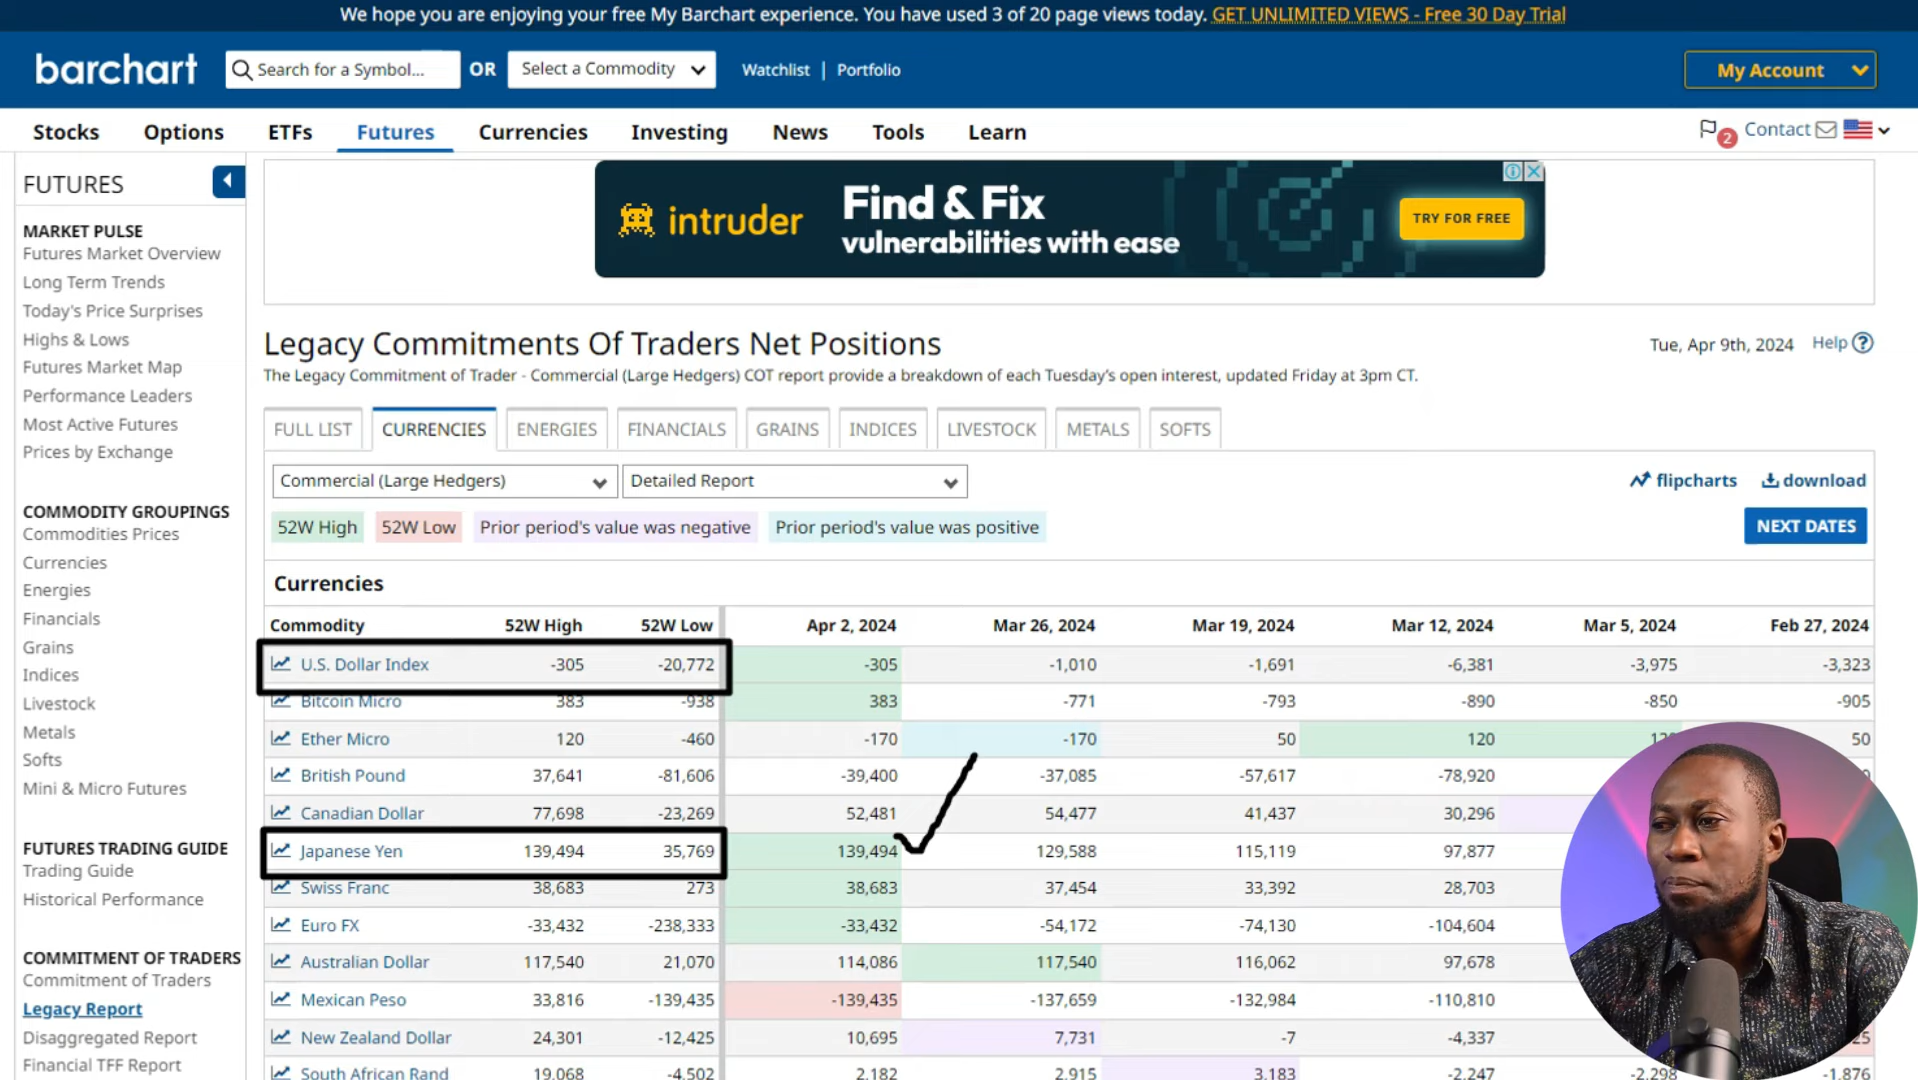 We hope you are enjoying your free My Barchart experience. You have used 3 of 20 page views today. GET UNLIMITED VIEWS - Free 30 Day Trial
barchart Search for a Symbol... OR Select a Commodity Watchlist | Portfolio My Account
Stocks Options ETFs Futures Currencies Investing News Tools Learn 2 Contact
FUTURES
MARKET PULSE
Futures Market Overview
Long Term Trends
Today's Price Surprises
Highs & Lows
Futures Market Map
Performance Leaders
Most Active Futures
Prices by Exchange
COMMODITY GROUPINGS
Commodities Prices
Currencies
Energies
Financials
Grains
Indices
Livestock
Metals
Softs
Mini & Micro Futures
FUTURES TRADING GUIDE
Trading Guide
Historical Performance
COMMITMENT OF TRADERS
Commitment of Traders
Legacy Report
Disaggregated Report
Financial TFF Report
intruder
Find & Fix
vulnerabilities with ease
TRY FOR FREE
Legacy Commitments Of Traders Net Positions
Tue, Apr 9th, 2024 Help ?
The Legacy Commitment of Trader - Commercial (Large Hedgers) COT report provide a breakdown of each Tuesday's open interest, updated Friday at 3pm CT.
FULL LIST CURRENCIES ENERGIES FINANCIALS GRAINS INDICES LIVESTOCK METALS SOFTS
Commercial (Large Hedgers) Detailed Report flipcharts download
52W High 52W Low Prior period's value was negative Prior period's value was positive NEXT DATES
Currencies
Commodity 52W High 52W Low Apr 2, 2024 Mar 26, 2024 Mar 19, 2024 Mar 12, 2024 Mar 5, 2024 Feb 27, 2024
U.S. Dollar Index -305 -20,772 -305 -1,010 -1,691 -6,381 -3,975 -3,323
Bitcoin Micro 383 -938 383 -771 -793 -890 -850 -905
Ether Micro 120 -460 -170 -170 50 120 50
British Pound 37,641 -81,606 -39,400 -37,085 -57,617 -78,920
Canadian Dollar 77,698 -23,269 52,481 54,477 41,437 30,296
Japanese Yen 139,494 35,769 139,494 129,588 115,119 97,877
Swiss Franc 38,683 273 38,683 37,454 33,392 28,703
Euro FX -33,432 -238,333 -33,432 -54,172 -74,130 -104,604
Australian Dollar 117,540 21,070 114,086 117,540 116,062 97,678
Mexican Peso 33,816 -139,435 -139,435 -137,659 -132,984 -110,810
New Zealand Dollar 24,301 -12,425 10,695 7,731 -7 -4,337
South African Rand 19,068 -4,502 2,182 2,915 3,183 -2,247 -2,298 -1,876